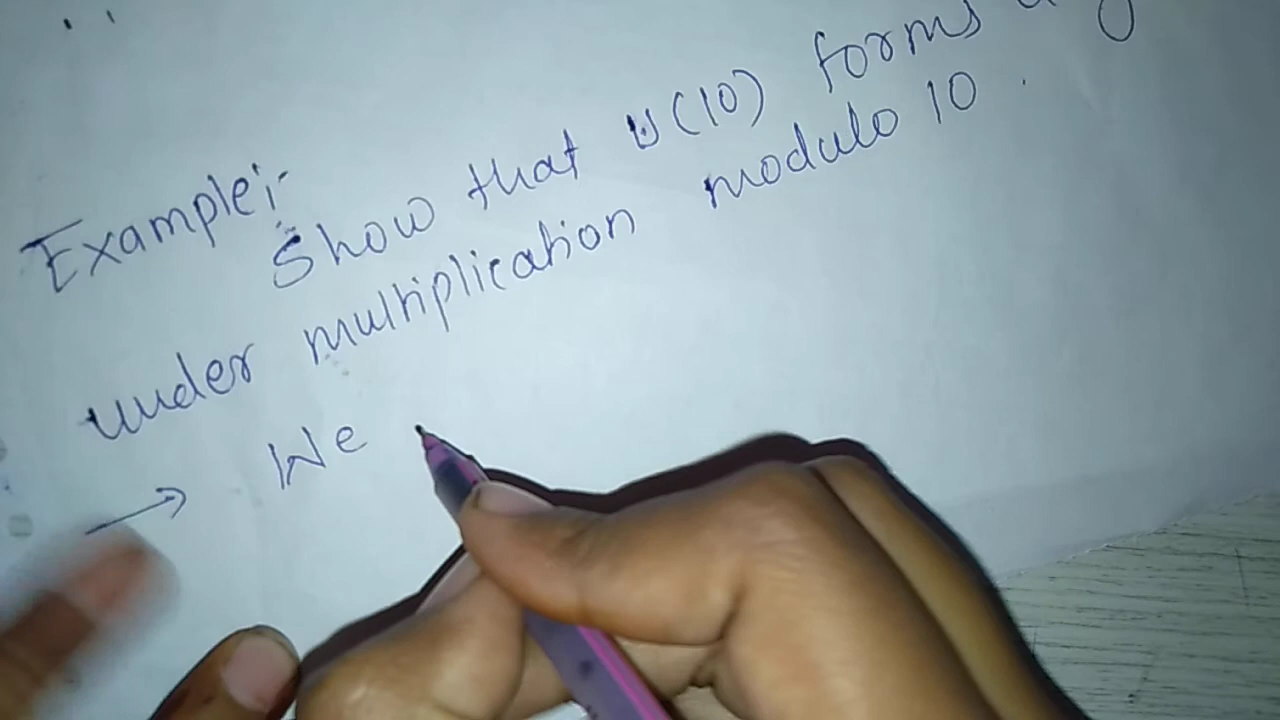 Example:-
Show that U(10) forms a
under multiplication modulo 10.
→ We